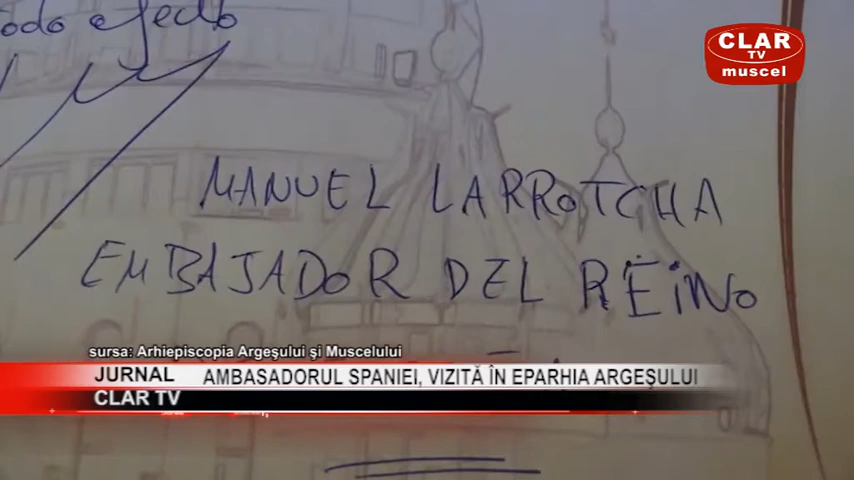 todo afecto
CLAR
TV
muscel
MANUEL LARROTCHA
EMBAJADOR DEL REINO
sursa: Arhiepiscopia Argeşului şi Muscelului
JURNAL
AMBASADORUL SPANIEI, VIZITĂ ÎN EPARHIA ARGEŞULUI
CLAR TV